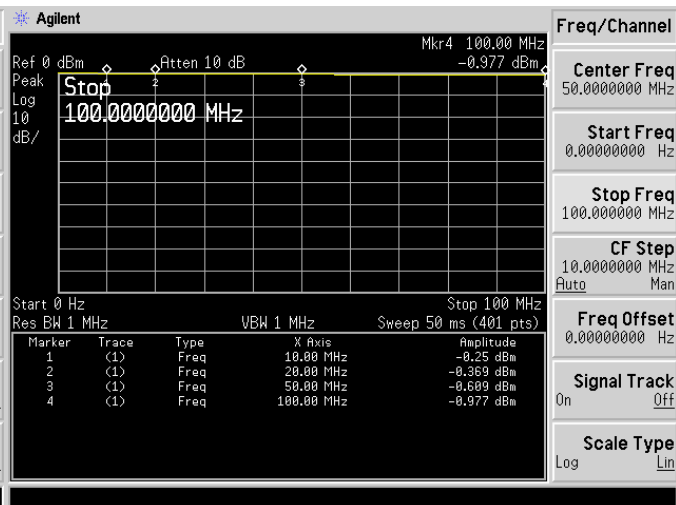 Agilent
Freq/Channel
Mkr4 100.00 MHz
Ref 0 dBm
Atten 10 dB
-0.977 dBm
Peak
Log
10
dB/
Stop
100.0000000 MHz
1
2
3
4
Start 0 Hz
Stop 100 MHz
Res BW 1 MHz
VBW 1 MHz
Sweep 50 ms (401 pts)
Marker Trace Type X Axis Amplitude
1 (1) Freq 10.00 MHz -0.25 dBm
2 (1) Freq 20.00 MHz -0.369 dBm
3 (1) Freq 50.00 MHz -0.609 dBm
4 (1) Freq 100.00 MHz -0.977 dBm
Center Freq
50.0000000 MHz
Start Freq
0.00000000 Hz
Stop Freq
100.000000 MHz
CF Step
10.0000000 MHz
Auto Man
Freq Offset
0.00000000 Hz
Signal Track
On Off
Scale Type
Log Lin